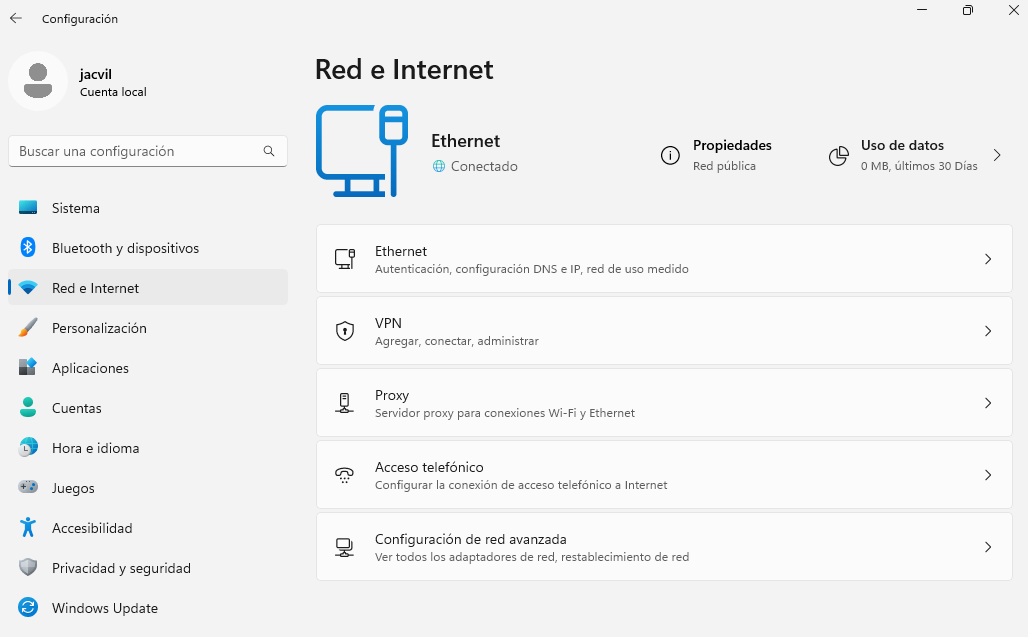 Configuración
jacvil
Cuenta local
Buscar una configuración
Sistema
Bluetooth y dispositivos
Red e Internet
Personalización
Aplicaciones
Cuentas
Hora e idioma
Juegos
Accesibilidad
Privacidad y seguridad
Windows Update
Red e Internet
Ethernet
Conectado
Propiedades
Red pública
Uso de datos
0 MB, últimos 30 Días
Ethernet
Autenticación, configuración DNS e IP, red de uso medido
VPN
Agregar, conectar, administrar
Proxy
Servidor proxy para conexiones Wi-Fi y Ethernet
Acceso telefónico
Configurar la conexión de acceso telefónico a Internet
Configuración de red avanzada
Ver todos los adaptadores de red, restablecimiento de red